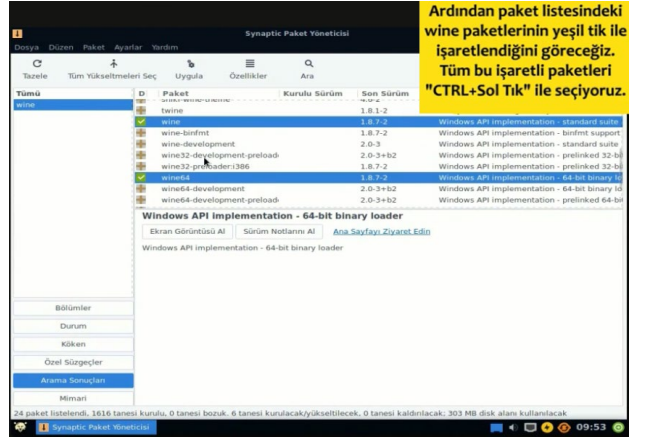 Ardından paket listesindeki
wine paketlerinin yeşil tik ile
işaretlendiğini göreceğiz.
Tüm bu işaretli paketleri
"CTRL+Sol Tık" ile seçiyoruz.
Synaptic Paket Yöneticisi
Dosya Düzen Paket Ayarlar Yardım
Tazele Tüm Yükseltmeleri Seç Uygula Özellikler Ara
Tümü
wine
D Paket Kurulu Sürüm Son Sürüm
twine 1.8.1-2
wine 1.8.7-2 Windows API implementation - standard suite
wine-binfmt 1.8.7-2 Windows API implementation - binfmt support
wine-development 2.0-3 Windows API implementation - standard suite
wine32-development-preload 2.0-3+b2 Windows API implementation - prelinked 32-bi
wine32-preloader:i386 1.8.7-2 Windows API implementation - prelinked 32-bi
wine64 1.8.7-2 Windows API implementation - 64-bit binary lo
wine64-development 2.0-3+b2 Windows API implementation - 64-bit binary lo
wine64-development-preload 2.0-3+b2 Windows API implementation - prelinked 64-bi
Windows API implementation - 64-bit binary loader
Ekran Görüntüsü Al Sürüm Notlarını Al Ana Sayfayı Ziyaret Edin
Windows API implementation - 64-bit binary loader
Bölümler
Durum
Köken
Özel Süzgeçler
Arama Sonuçları
Mimari
24 paket listelendi, 1616 tanesi kurulu, 0 tanesi bozuk. 6 tanesi kurulacak/yükseltilecek, 0 tanesi kaldırılacak; 303 MB disk alanı kullanılacak
Synaptic Paket Yöneticisi 09:53